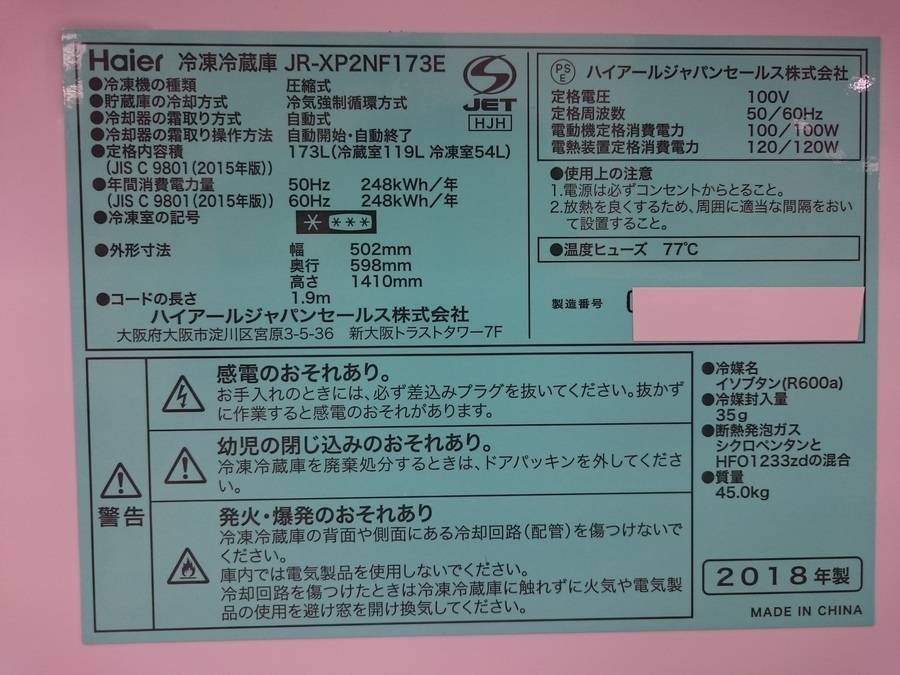 Haier 冷凍冷蔵庫 JR-XP2NF173E
●冷凍機の種類 圧縮式
●貯蔵庫の冷却方式 冷気強制循環方式
●冷却器の霜取り方式 自動式
●冷却器の霜取り操作方法 自動開始・自動終了
●定格内容積 173L(冷蔵室119L 冷凍室54L)
(JIS C 9801(2015年版))
●年間消費電力量 50Hz 248kWh/年
(JIS C 9801(2015年版)) 60Hz 248kWh/年
●冷凍室の記号 * ***
●外形寸法 幅 502mm
奥行 598mm
高さ 1410mm
●コードの長さ 1.9m
ハイアールジャパンセールス株式会社
大阪府大阪市淀川区宮原3-5-36 新大阪トラストタワー7F
S
JET
HJH
PS
E
ハイアールジャパンセールス株式会社
定格電圧 100V
定格周波数 50/60Hz
電動機定格消費電力 100/100W
電熱装置定格消費電力 120/120W
●使用上の注意
1.電源は必ずコンセントからとること。
2.放熱を良くするため、周囲に適当な間隔をおい
て設置すること。
●温度ヒューズ 77℃
製造番号
警告
感電のおそれあり。
お手入れのときには、必ず差込みプラグを抜いてください。抜かず
に作業すると感電のおそれがあります。
幼児の閉じ込みのおそれあり。
冷凍冷蔵庫を廃棄処分するときは、ドアパッキンを外してくださ
い。
発火・爆発のおそれあり
冷凍冷蔵庫の背面や側面にある冷却回路(配管)を傷つけないで
ください。
庫内では電気製品を使用しないでください。
冷却回路を傷つけたときは冷凍冷蔵庫に触れずに火気や電気製
品の使用を避け窓を開け換気してください。
●冷媒名
イソブタン(R600a)
●冷媒封入量
35g
●断熱発泡ガス
シクロペンタンと
HFO1233zdの混合
●質量
45.0kg
2018年製
MADE IN CHINA